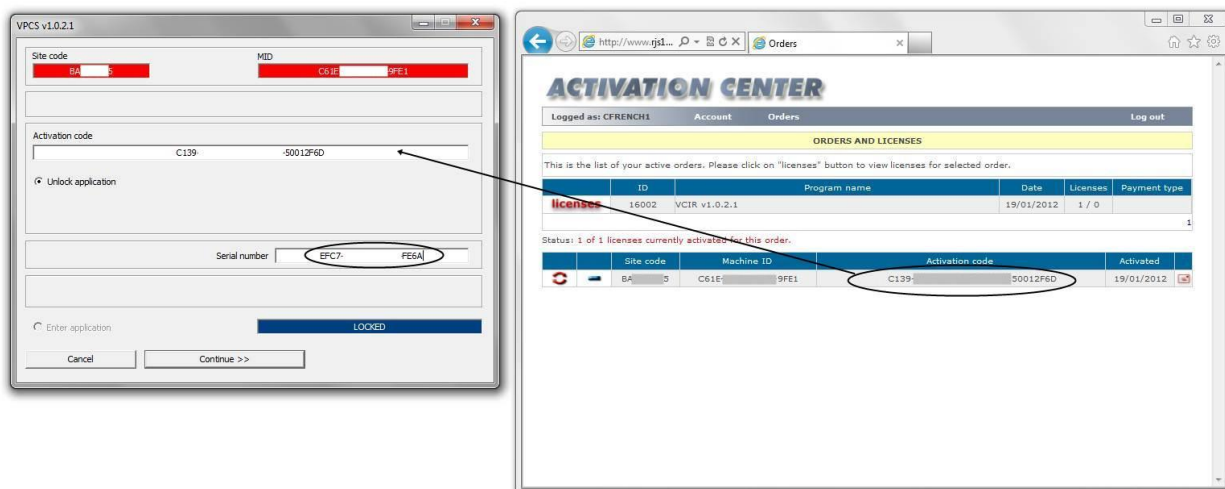 VPCS v1.0.2.1
Site code MID
BA 5 C61E 9FE1
Activation code
C139- -50012F6D
Unlock application
Serial number EFC7- -FE6A
Enter application LOCKED
Cancel Continue >>
http://www.rjs1... Orders
ACTIVATION CENTER
Logged as: CFRENCH1 Account Orders Log out
ORDERS AND LICENSES
This is the list of your active orders. Please click on "licenses" button to view licenses for selected order.
ID Program name Date Licenses Payment type
licenses 16002 VCIR v1.0.2.1 19/01/2012 1 / 0
1
Status: 1 of 1 licenses currently activated for this order.
Site code Machine ID Activation code Activated
BA 5 C61E- 9FE1 C139- 50012F6D 19/01/2012